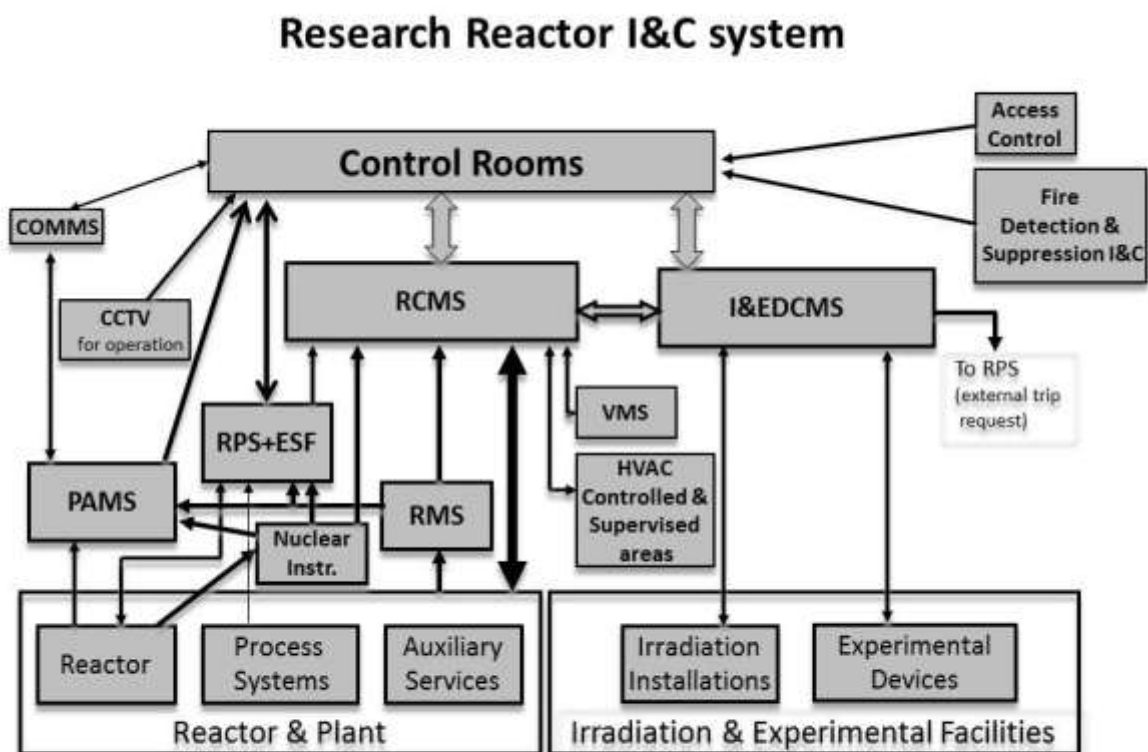 Research Reactor I&C system
Access
Control
Control Rooms
Fire
Detection &
Suppression I&C
COMMS
RCMS
I&EDCMS
CCTV
for operation
To RPS
(external trip
request)
VMS
RPS+ESF
HVAC
Controlled &
Supervised
areas
PAMS
RMS
Nuclear
Instr.
Reactor
Process
Systems
Auxiliary
Services
Irradiation
Installations
Experimental
Devices
Reactor & Plant
Irradiation & Experimental Facilities